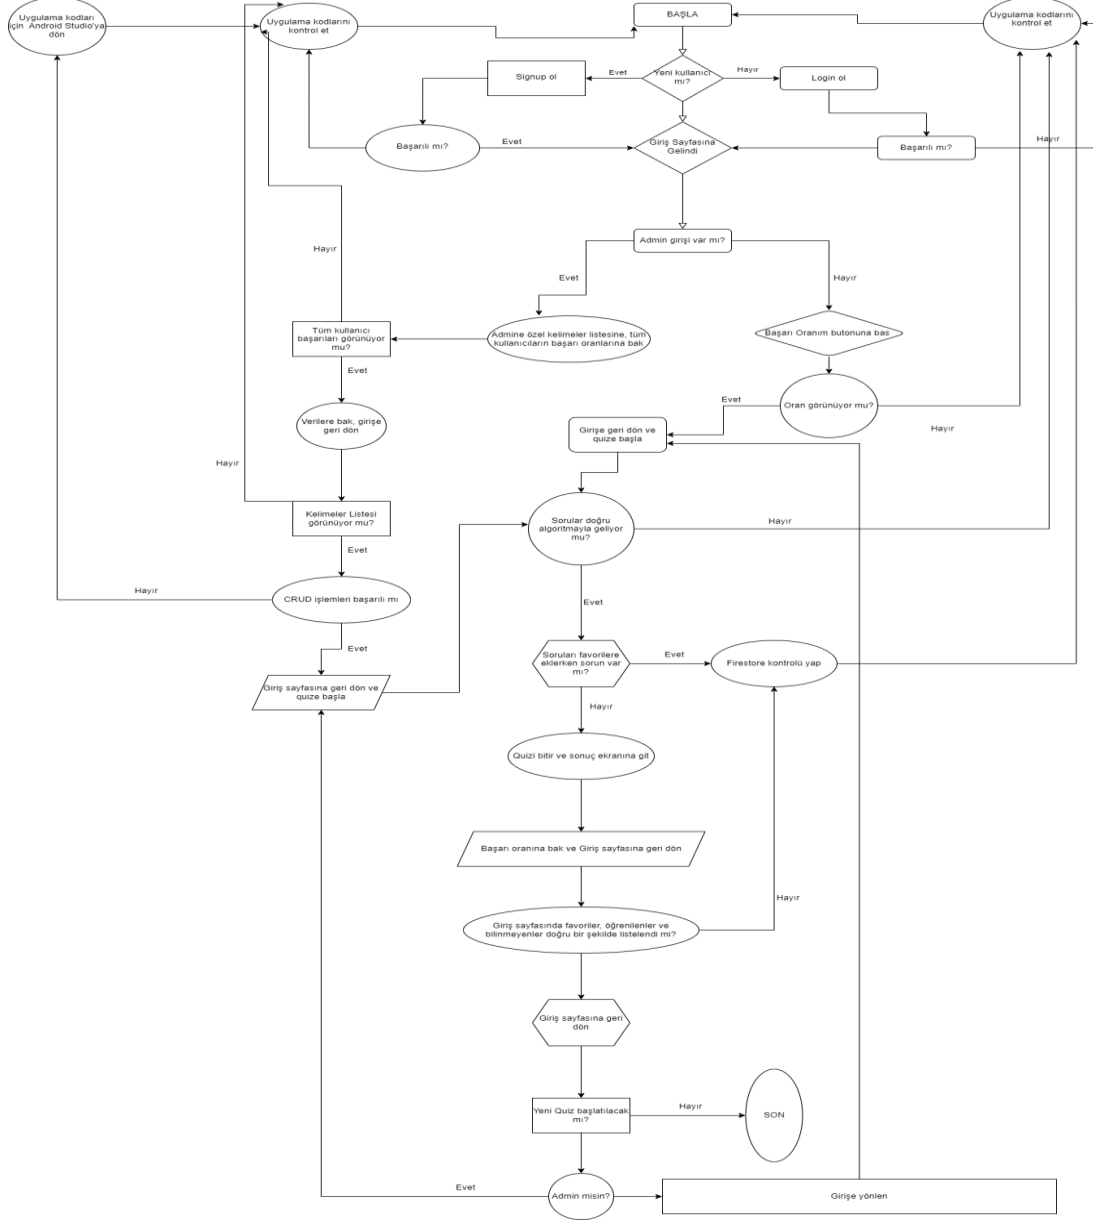 Uygulama kodları
için Android Studio'ya
dön
Uygulama kodlarını
kontrol et
BAŞLA
Uygulama kodlarını
kontrol et
Signup ol
Evet
Yeni kullanıcı
mı?
Hayır
Login ol
Başarılı mı?
Evet
Giriş Sayfasına
Gelindi
Başarılı mı?
Hayır
Admin girişi var mı?
Hayır
Evet
Hayır
Tüm kullanıcı
başarıları görünüyor
mu?
Admine özel kelimeler listesine, tüm
kullanıcıların başarı oranlarına bak
Başarı Oranım butonuna bas
Evet
Verilere bak, girişe
geri dön
Evet
Oran görünüyor mu?
Girişe geri dön ve
quize başla
Hayır
Hayır
Kelimeler Listesi
görünüyor mu?
Sorular doğru
algoritmayla geliyor
mu?
Hayır
Evet
Hayır
CRUD işlemleri başarılı mı
Evet
Evet
Soruları favorilere
eklerken sorun var
mı?
Evet
Firestore kontrolü yap
Giriş sayfasına geri dön ve
quize başla
Hayır
Quizi bitir ve sonuç ekranına git
Başarı oranına bak ve Giriş sayfasına geri dön
Hayır
Giriş sayfasında favoriler, öğrenilenler ve
bilinmeyenler doğru bir şekilde listelendi mi?
Giriş sayfasına geri
dön
Yeni Quiz başlatılacak
mı?
Hayır
SON
Evet
Admin misin?
Girişe yönlen